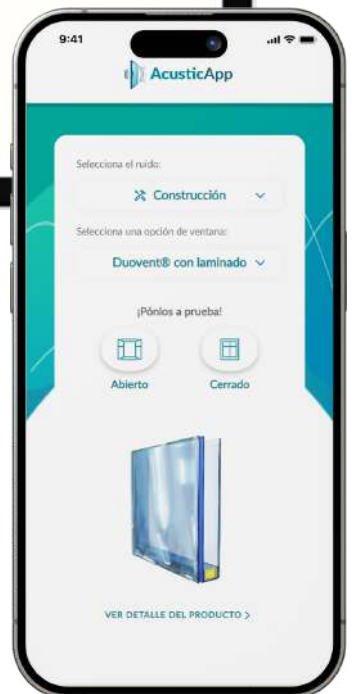 9:41
AcusticApp
Selecciona el ruido:
Construcción
Selecciona una opción de ventana:
Duovent® con laminado
¡Pónlos a prueba!
Abierto
Cerrado
VER DETALLE DEL PRODUCTO >